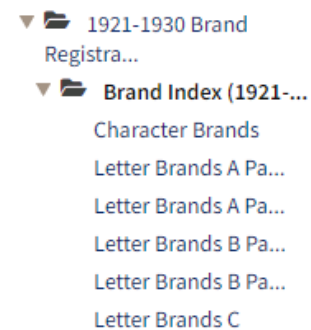 1921-1930 Brand
Registra...
Brand Index (1921-...
Character Brands
Letter Brands A Pa...
Letter Brands A Pa...
Letter Brands B Pa...
Letter Brands B Pa...
Letter Brands C